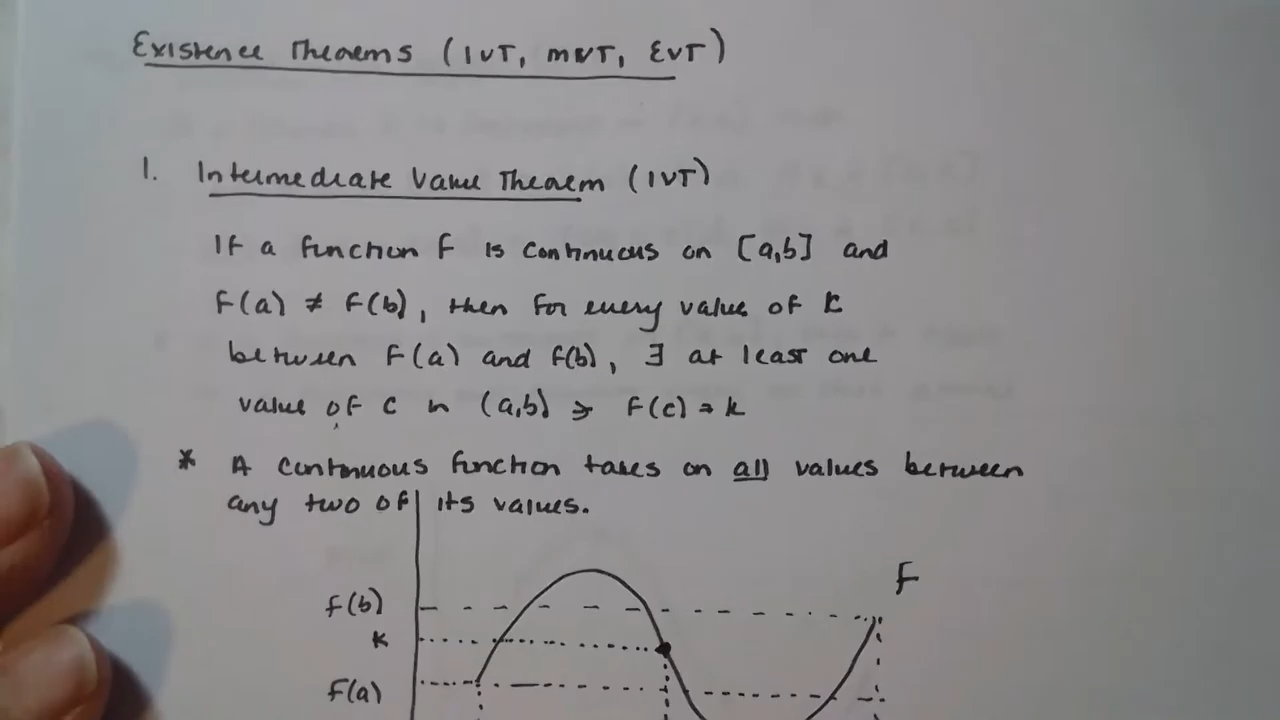 Existence Theorems (IVT, MVT, EVT)
1. Intermediate Value Theorem (IVT)
If a function f is continuous on [a,b] and
f(a) ≠ f(b), then for every value of k
between f(a) and f(b), ∃ at least one
value of c in (a,b) ∋ f(c) = k
* A continuous function takes on all values between
any two of its values.
f
f(b)
k
f(a)